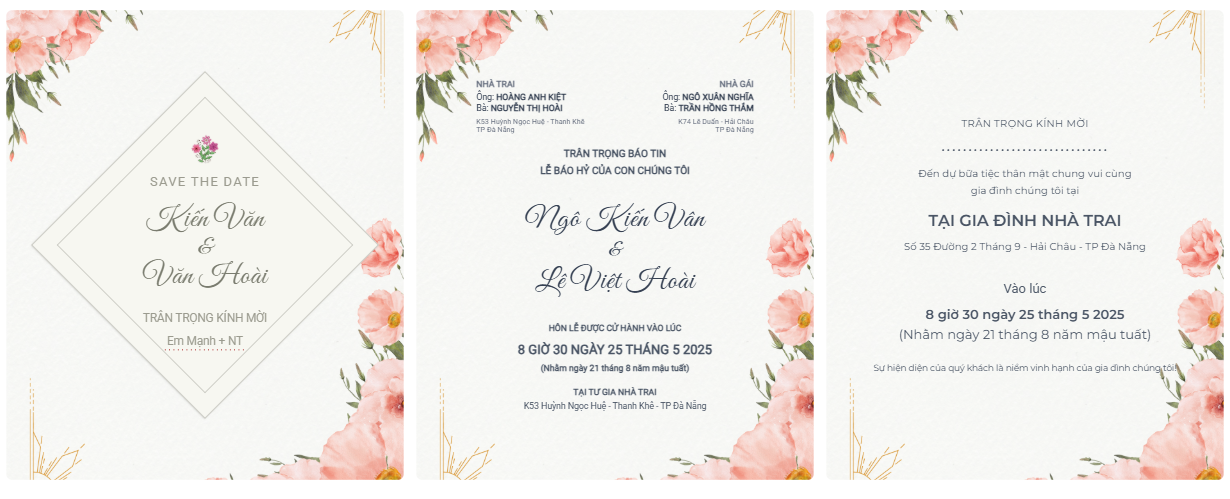 SAVE THE DATE
Kiến Văn
&
Văn Hoài
TRÂN TRỌNG KÍNH MỜI
Em Mạnh + NT
NHÀ TRAI
Ông: HOÀNG ANH KIỆT
Bà: NGUYỄN THỊ HOÀI
K53 Huỳnh Ngọc Huệ - Thanh Khê
TP Đà Nẵng
NHÀ GÁI
Ông: NGÔ XUÂN NGHĨA
Bà: TRẦN HỒNG THẮM
K74 Lê Duẩn - Hải Châu
TP Đà Nẵng
TRÂN TRỌNG BÁO TIN
LỄ BÁO HỶ CỦA CON CHÚNG TÔI
Ngô Kiến Văn
&
Lê Việt Hoài
HÔN LỄ ĐƯỢC CỬ HÀNH VÀO LÚC
8 GIỜ 30 NGÀY 25 THÁNG 5 2025
(Nhằm ngày 21 tháng 8 năm mậu tuất)
TẠI TƯ GIA NHÀ TRAI
K53 Huỳnh Ngọc Huệ - Thanh Khê - TP Đà Nẵng
TRÂN TRỌNG KÍNH MỜI
Đến dự bữa tiệc thân mật chung vui cùng
gia đình chúng tôi tại
TẠI GIA ĐÌNH NHÀ TRAI
Số 35 Đường 2 Tháng 9 - Hải Châu - TP Đà Nẵng
Vào lúc
8 giờ 30 ngày 25 tháng 5 2025
(Nhằm ngày 21 tháng 8 năm mậu tuất)
Sự hiện diện của quý khách là niềm vinh hạnh của gia đình chúng tôi!